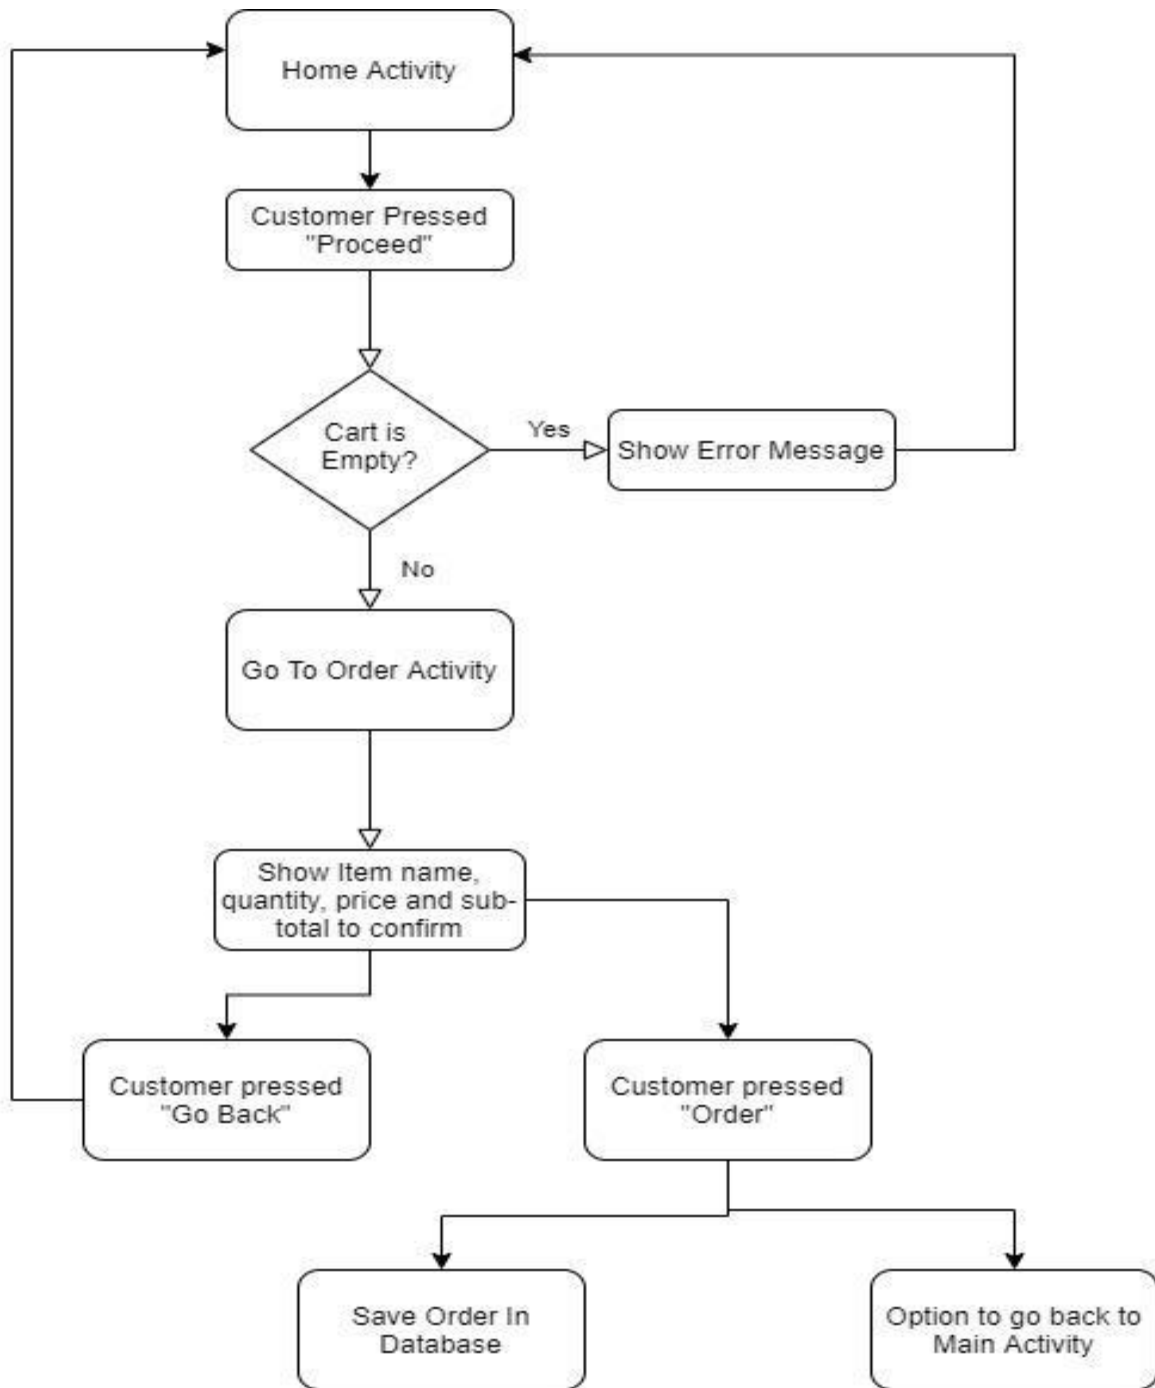 Home Activity
Customer Pressed
"Proceed"
Cart is
Empty?
Yes
Show Error Message
No
Go To Order Activity
Show Item name,
quantity, price and sub-
total to confirm
Customer pressed
"Go Back"
Customer pressed
"Order"
Save Order In
Database
Option to go back to
Main Activity